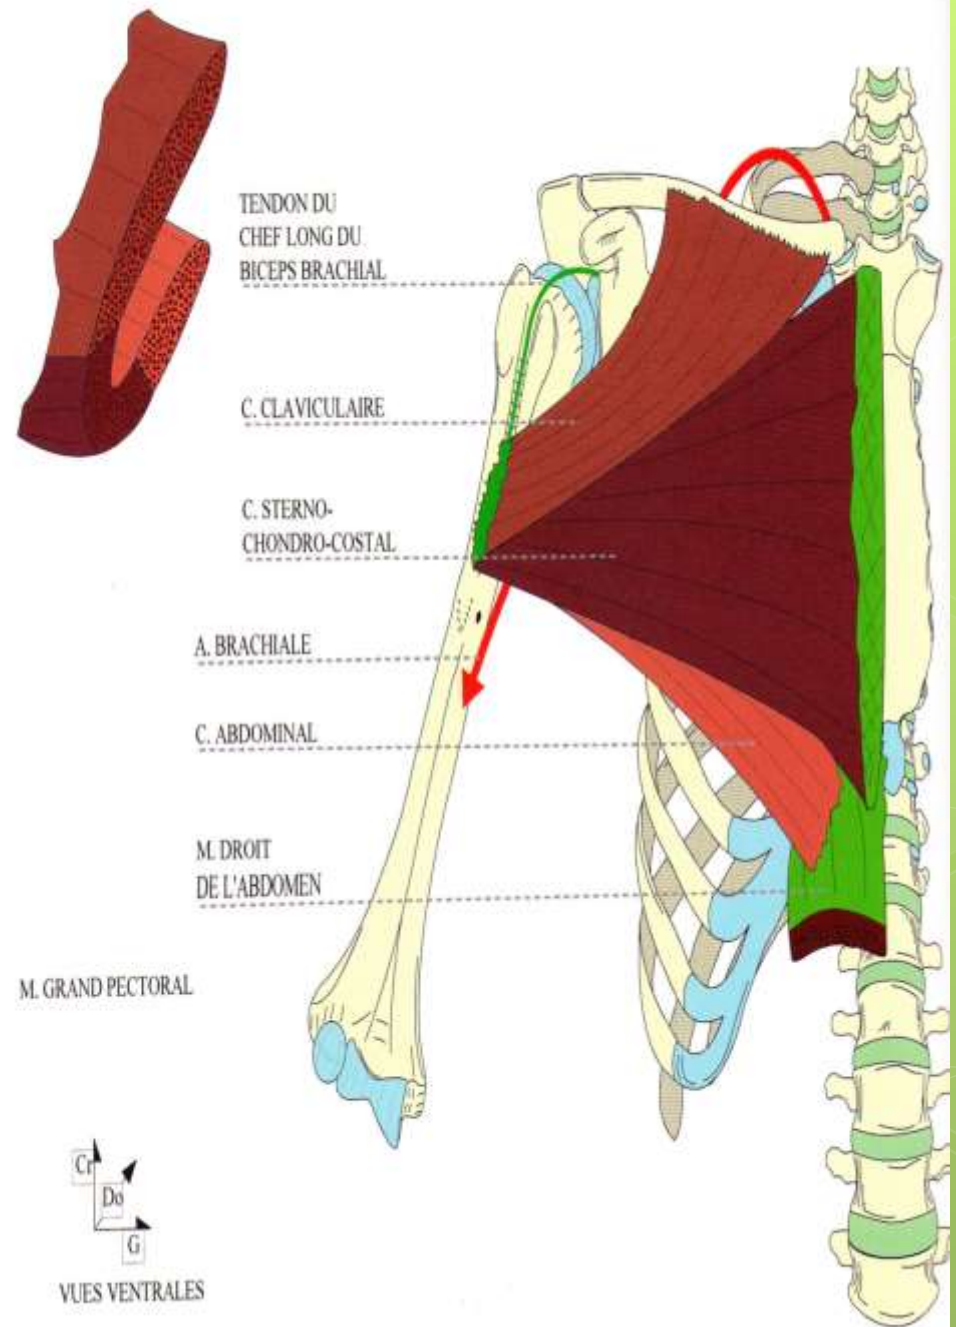 TENDON DU
CHEF LONG DU
BICEPS BRACHIAL
C. CLAVICULAIRE
C. STERNO-
CHONDRO-COSTAL
A. BRACHIALE
C. ABDOMINAL
M. DROIT
DE L'ABDOMEN
M. GRAND PECTORAL
Cr
Do
G
VUES VENTRALES